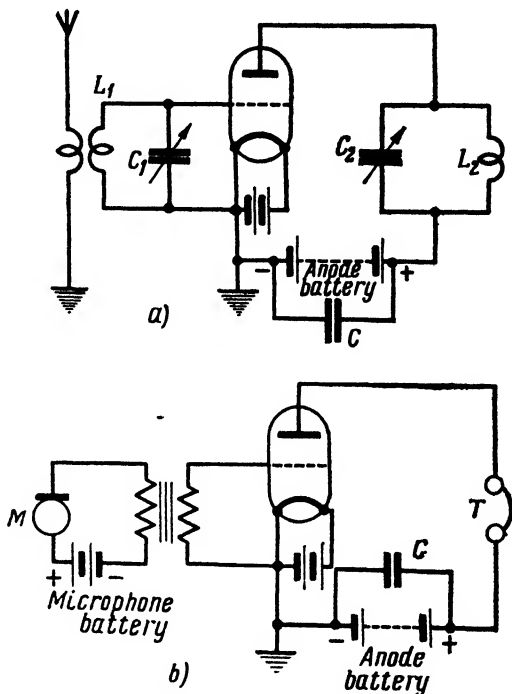 L₁
C₁
C₂
L₂
- +
Anode
battery
C
a)
M
+ -
Microphone
battery
T
C
- +
Anode
battery
b)